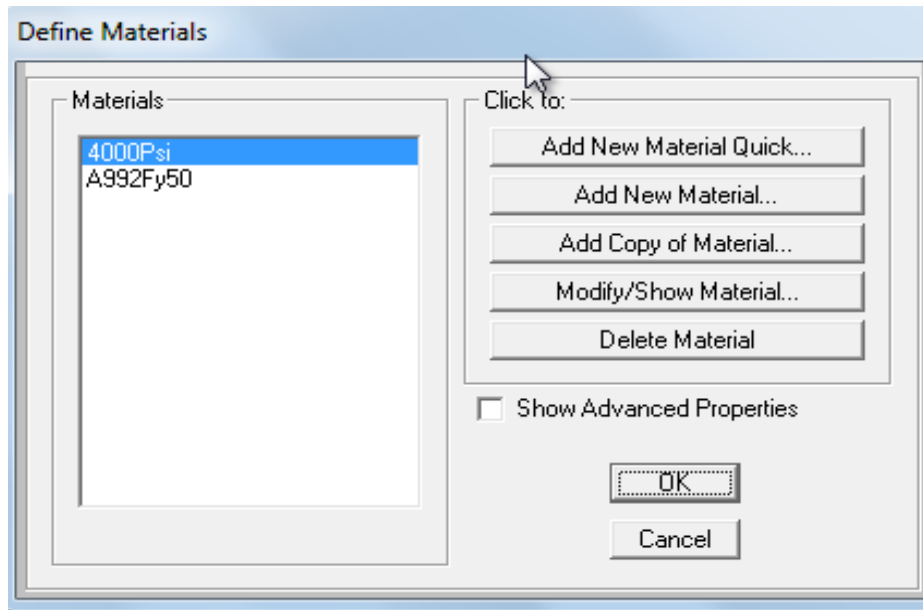 Define Materials
Materials
4000Psi
A992Fy50
Click to:
Add New Material Quick...
Add New Material...
Add Copy of Material...
Modify/Show Material...
Delete Material
Show Advanced Properties
OK
Cancel